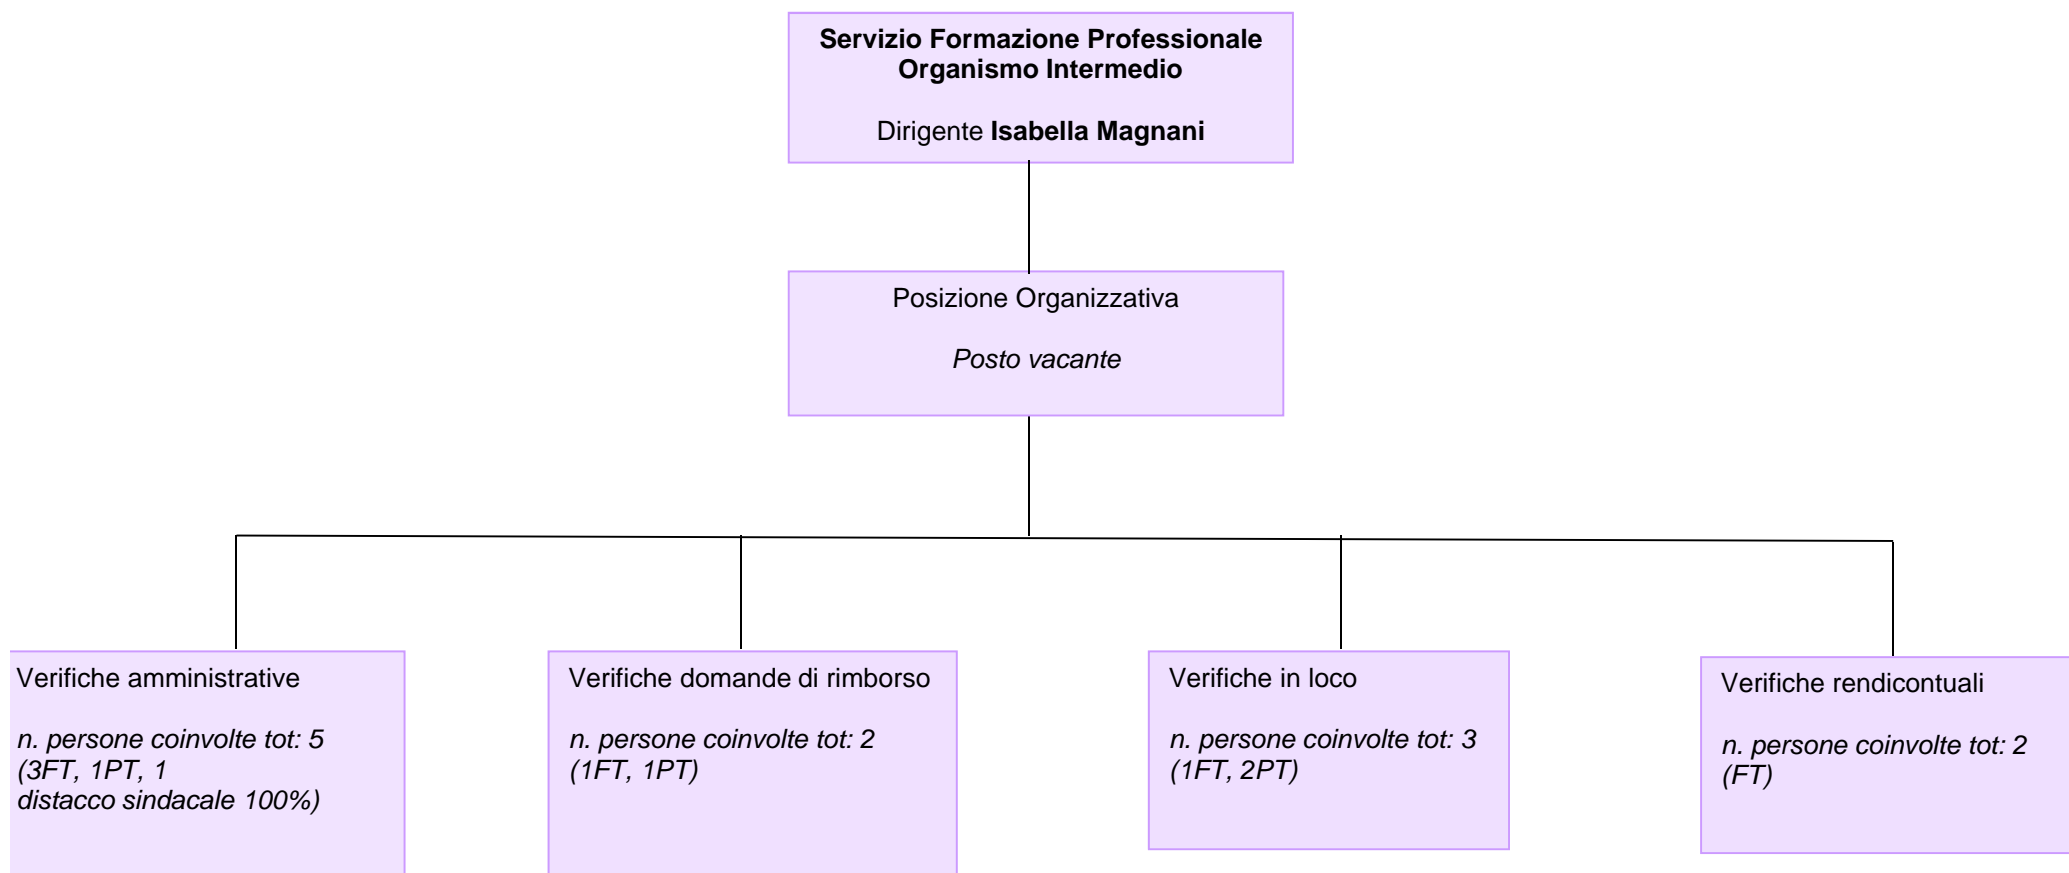 Servizio Formazione Professionale
Organismo Intermedio
Dirigente Isabella Magnani
Posizione Organizzativa
Posto vacante
Verifiche amministrative
n. persone coinvolte tot: 5
(3FT, 1PT, 1
distacco sindacale 100%)
Verifiche domande di rimborso
n. persone coinvolte tot: 2
(1FT, 1PT)
Verifiche in loco
n. persone coinvolte tot: 3
(1FT, 2PT)
Verifiche rendicontuali
n. persone coinvolte tot: 2
(FT)